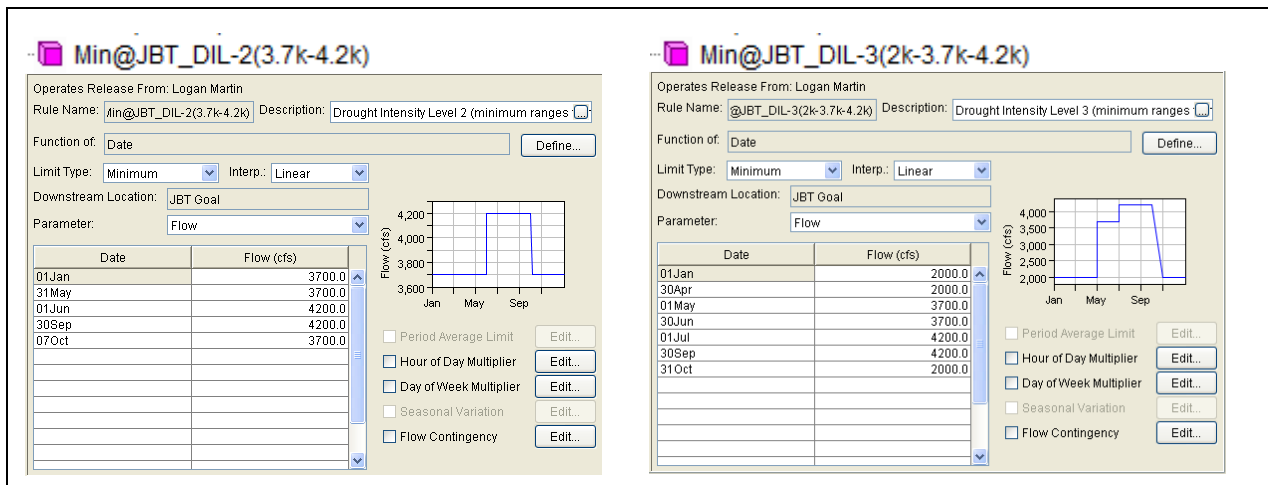 Min@JBT_DIL-2(3.7k-4.2k)
Operates Release From: Logan Martin
Rule Name: Min@JBT_DIL-2(3.7k-4.2k) Description: Drought Intensity Level 2 (minimum ranges ...
Function of: Date Define...
Limit Type: Minimum Interp.: Linear
Downstream Location: JBT Goal
Parameter: Flow
Date Flow (cfs)
01Jan 3700.0
31May 3700.0
01Jun 4200.0
30Sep 4200.0
07Oct 3700.0
Flow (cfs)
4,200
4,000
3,800
3,600
Jan May Sep
Period Average Limit Edit...
Hour of Day Multiplier Edit...
Day of Week Multiplier Edit...
Seasonal Variation Edit...
Flow Contingency Edit...
Min@JBT_DIL-3(2k-3.7k-4.2k)
Operates Release From: Logan Martin
Rule Name: @JBT_DIL-3(2k-3.7k-4.2k) Description: Drought Intensity Level 3 (minimum ranges ...
Function of: Date Define...
Limit Type: Minimum Interp.: Linear
Downstream Location: JBT Goal
Parameter: Flow
Date Flow (cfs)
01Jan 2000.0
30Apr 2000.0
01May 3700.0
30Jun 3700.0
01Jul 4200.0
30Sep 4200.0
31Oct 2000.0
Flow (cfs)
4,000
3,500
3,000
2,500
2,000
Jan May Sep
Period Average Limit Edit...
Hour of Day Multiplier Edit...
Day of Week Multiplier Edit...
Seasonal Variation Edit...
Flow Contingency Edit...